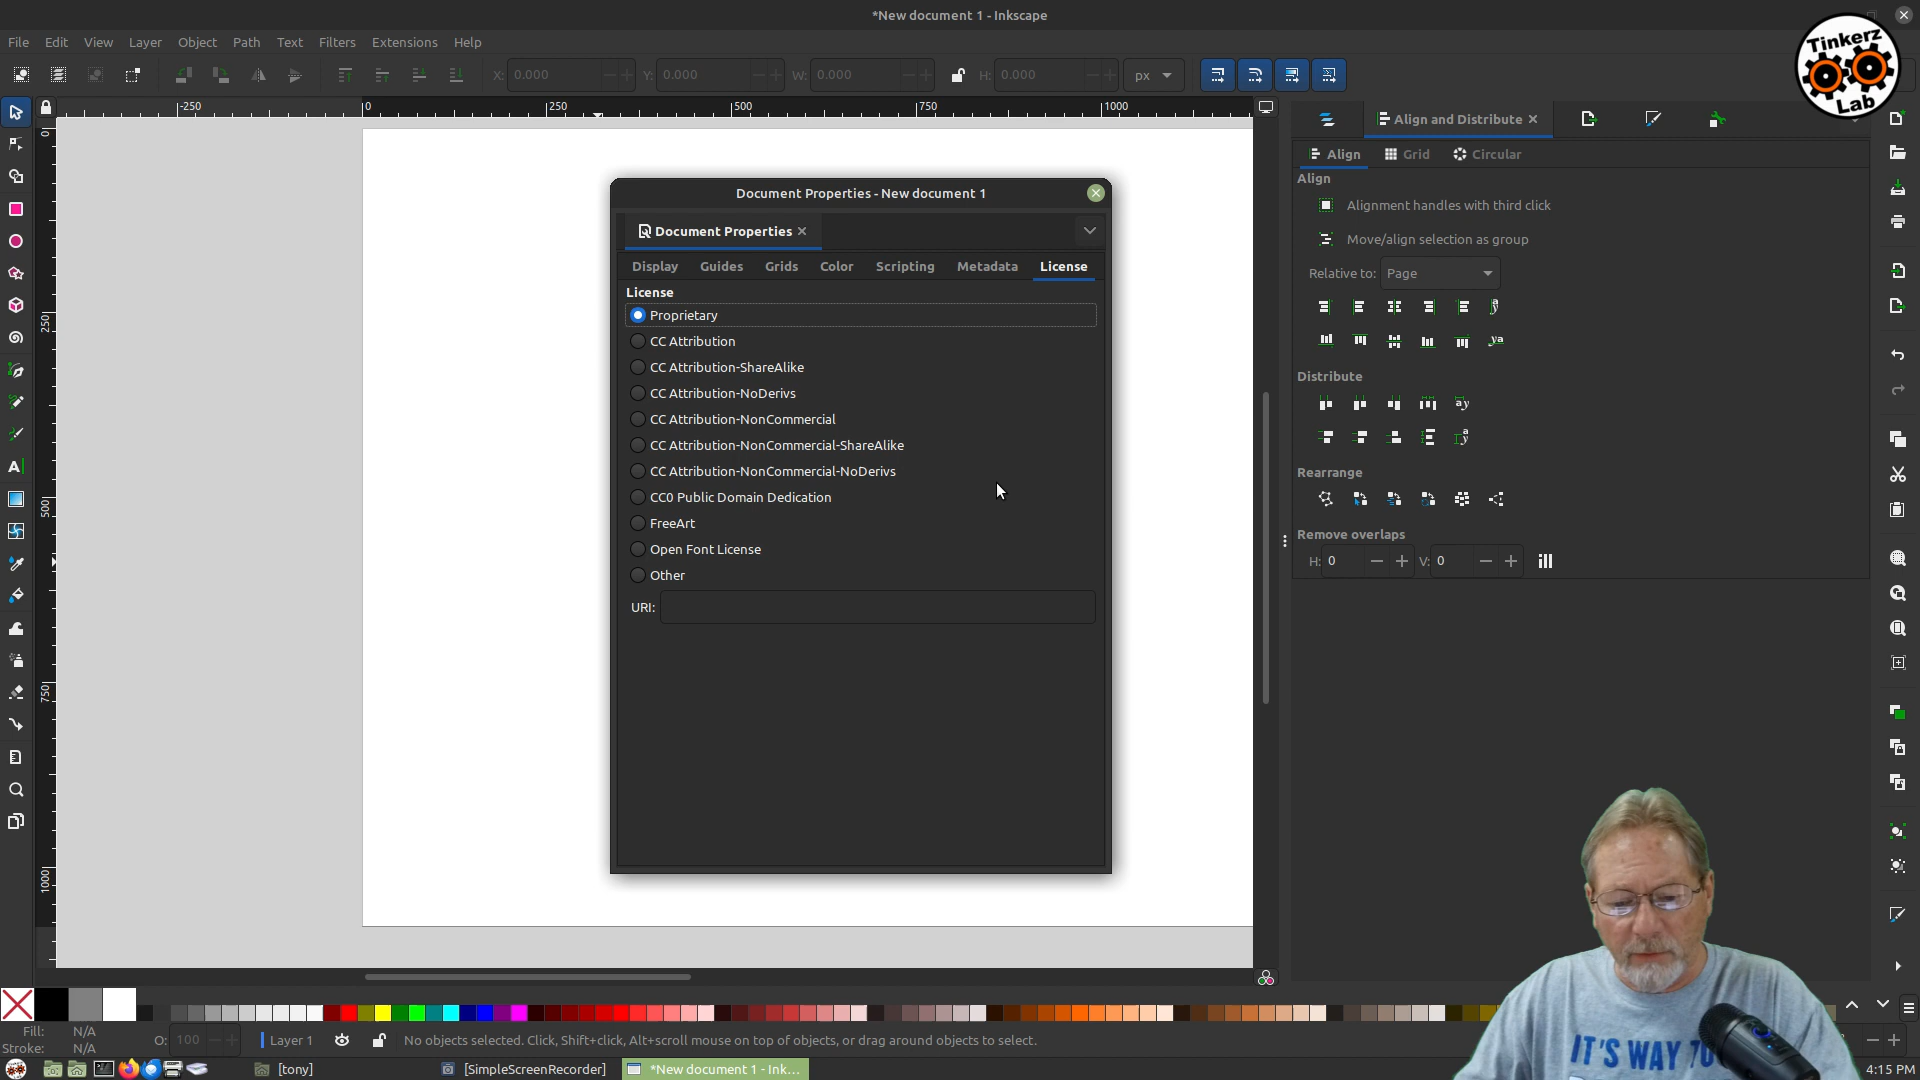 *New document 1 - Inkscape
Tinkerz
Lab
File Edit View Layer Object Path Text Filters Extensions Help
X: 0.000 Y: 0.000 W: 0.000 H: 0.000 px
-250 0 250 500 750 1000
0
250
500
750
1000
Document Properties - New document 1
Document Properties
Display Guides Grids Color Scripting Metadata License
License
Proprietary
CC Attribution
CC Attribution-ShareAlike
CC Attribution-NoDerivs
CC Attribution-NonCommercial
CC Attribution-NonCommercial-ShareAlike
CC Attribution-NonCommercial-NoDerivs
CC0 Public Domain Dedication
FreeArt
Open Font License
Other
URI:
Align and Distribute
Align Grid Circular
Align
Alignment handles with third click
Move/align selection as group
Relative to: Page
Distribute
Rearrange
Remove overlaps
H: 0 V: 0
IT'S WAY
Fill: N/A
Stroke: N/A
O: 100
Layer 1
No objects selected. Click, Shift+click, Alt+scroll mouse on top of objects, or drag around objects to select.
[tony] [SimpleScreenRecorder] *New document 1 - Ink... 4:15 PM